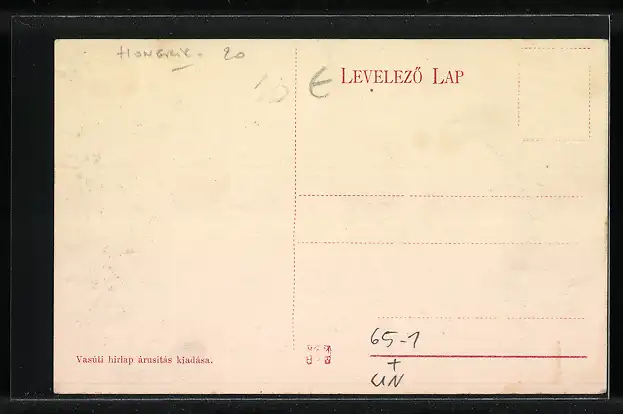 HONGRIE - 20
€
LEVELEZŐ LAP
65-1
+
UN
Vasúti hirlap árusitás kiadása.